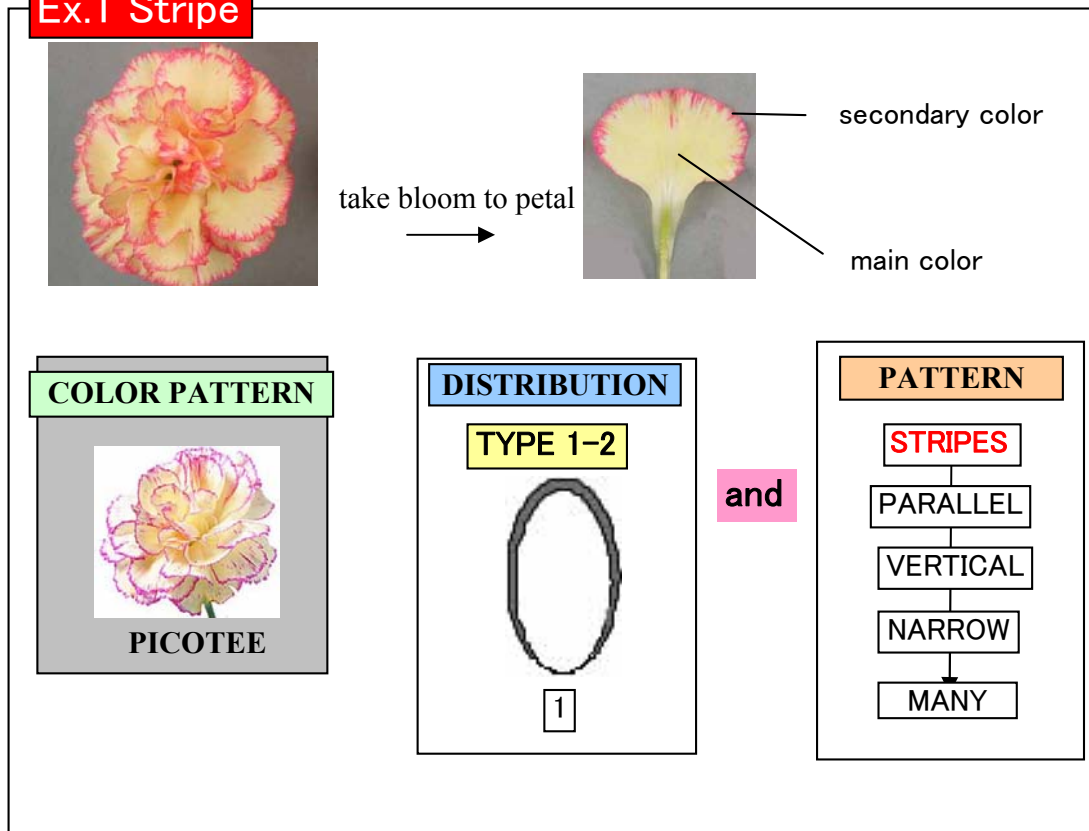 Ex.1 Stripe
secondary color
take bloom to petal
main color
COLOR PATTERN
PICOTEE
DISTRIBUTION
TYPE 1-2
1
and
PATTERN
STRIPES
PARALLEL
VERTICAL
NARROW
MANY